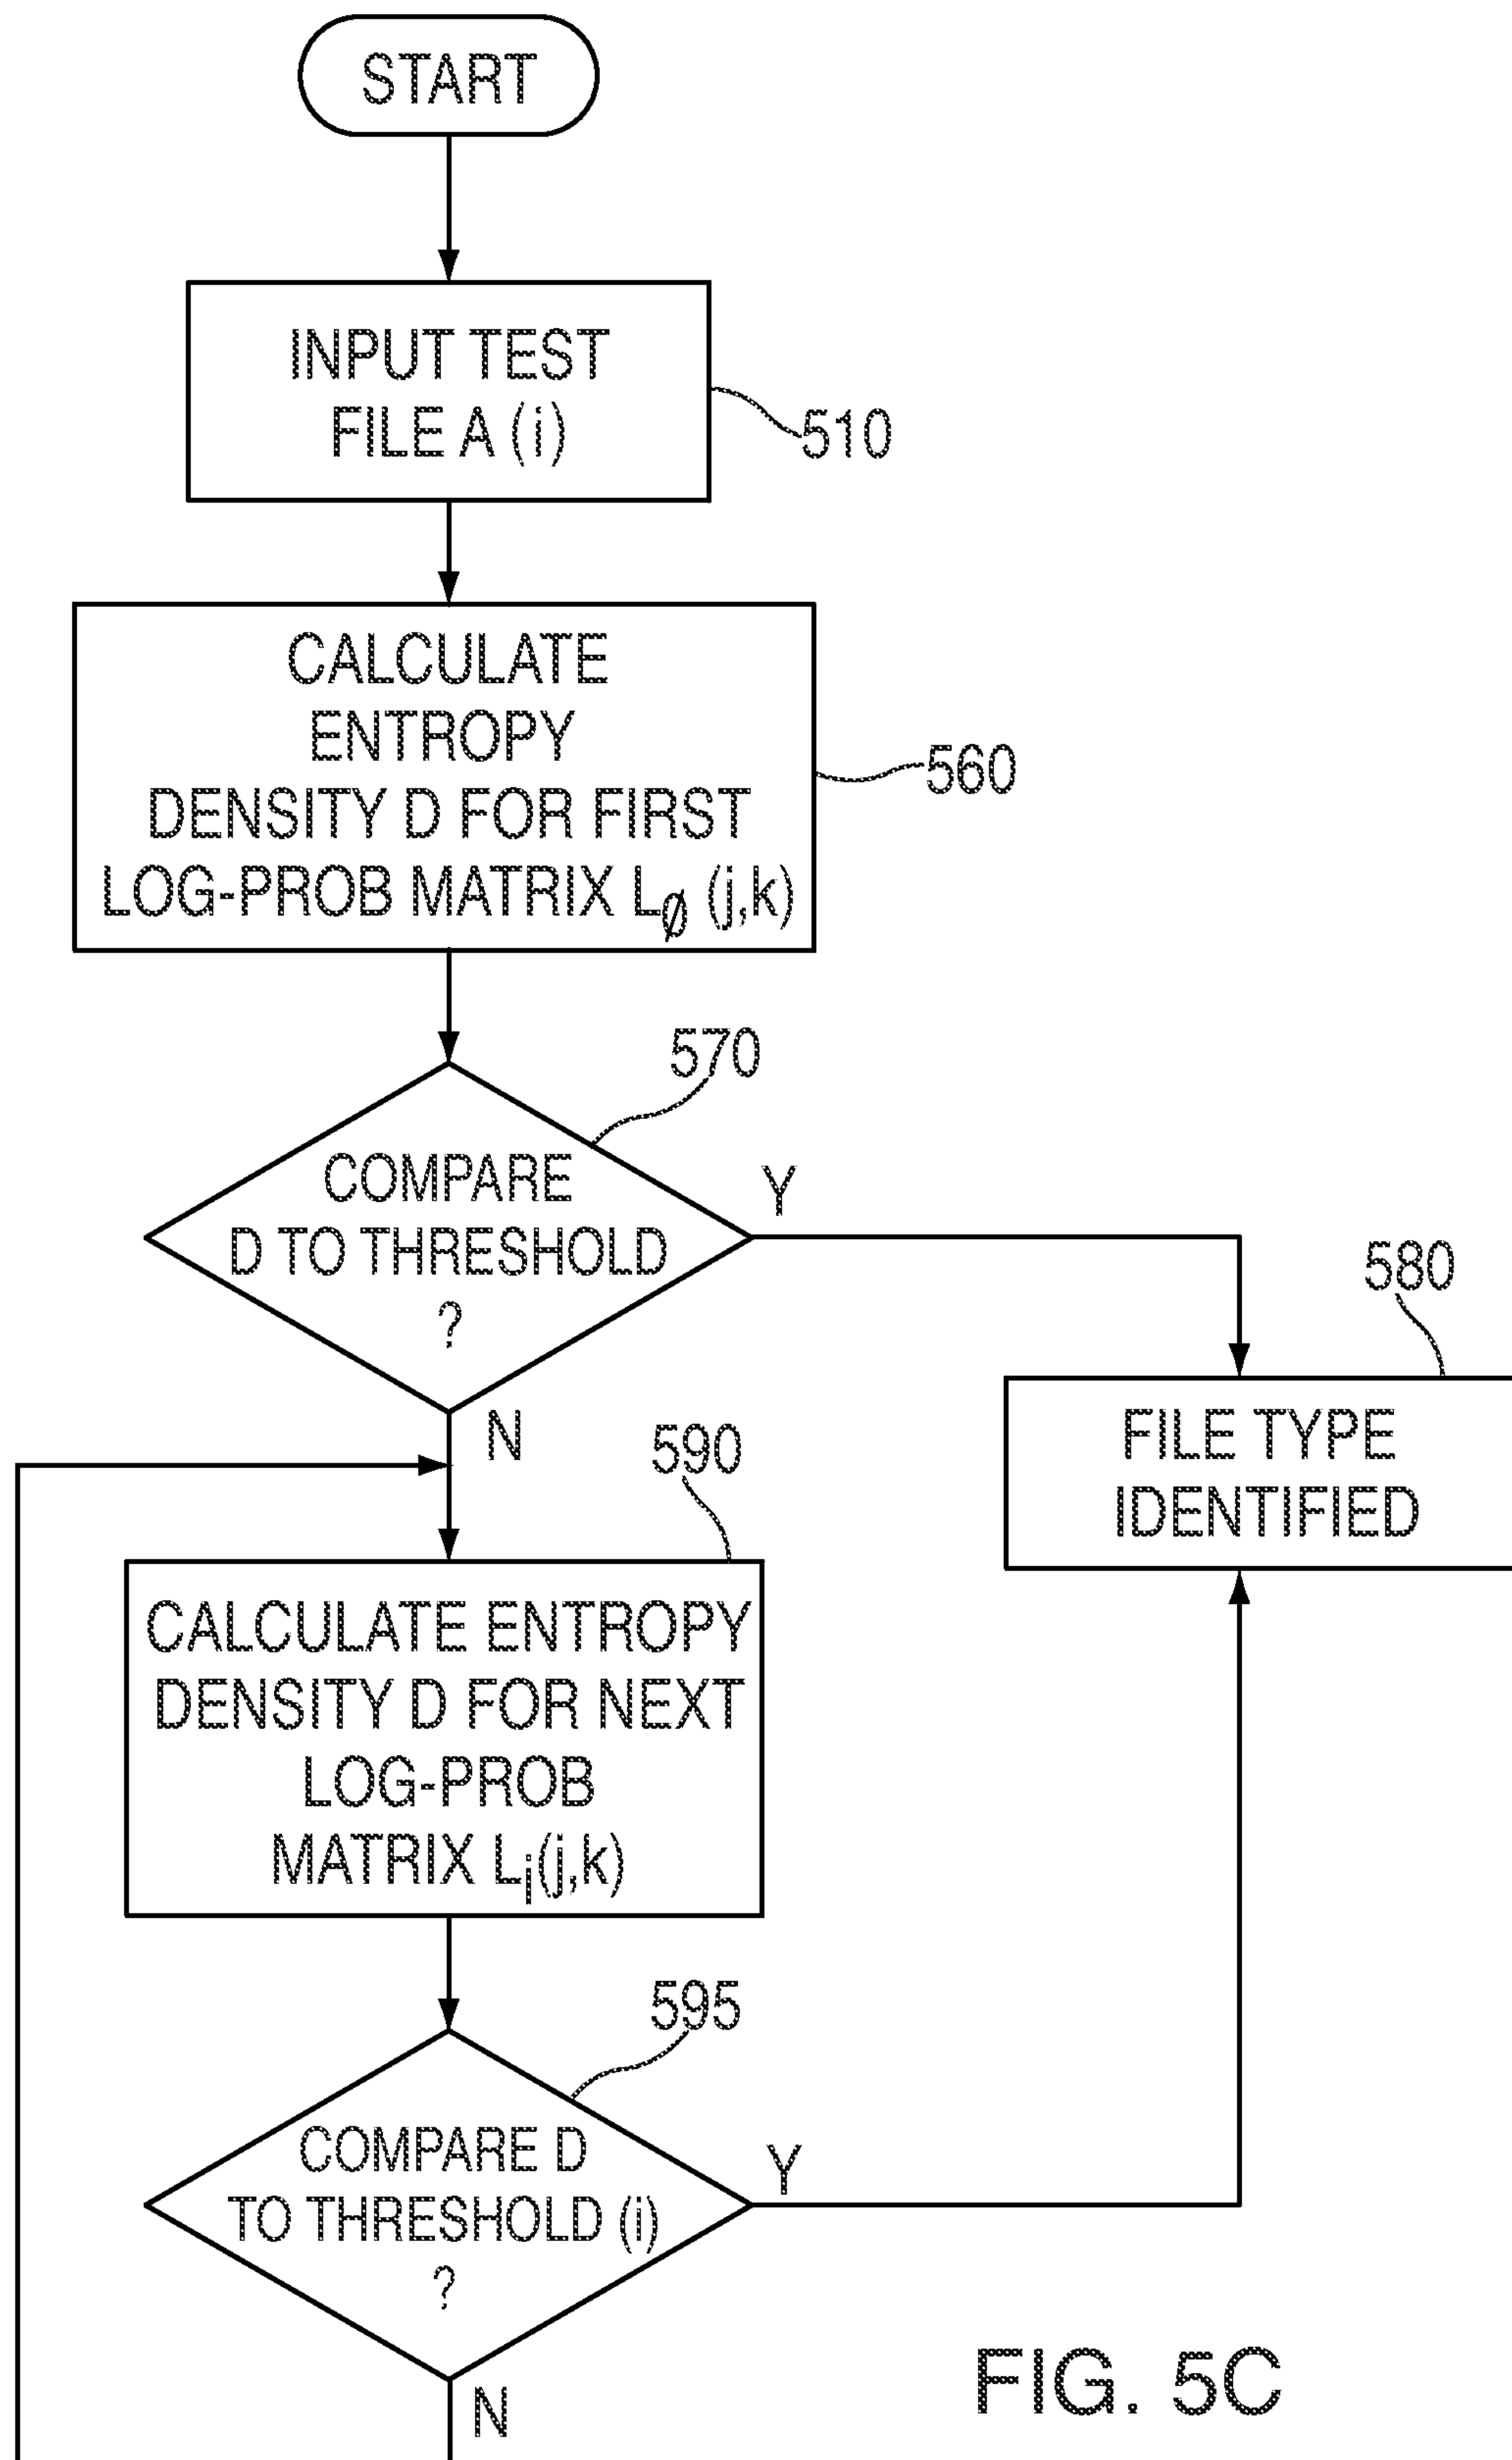 START
INPUT TEST
FILE A (i)
510
CALCULATE
ENTROPY
DENSITY D FOR FIRST
LOG-PROB MATRIX LØ (j,k)
560
570
COMPARE
D TO THRESHOLD
?
Y
N
580
FILE TYPE
IDENTIFIED
590
CALCULATE ENTROPY
DENSITY D FOR NEXT
LOG-PROB
MATRIX Li(j,k)
595
COMPARE D
TO THRESHOLD (i)
?
Y
N
FIG. 5C